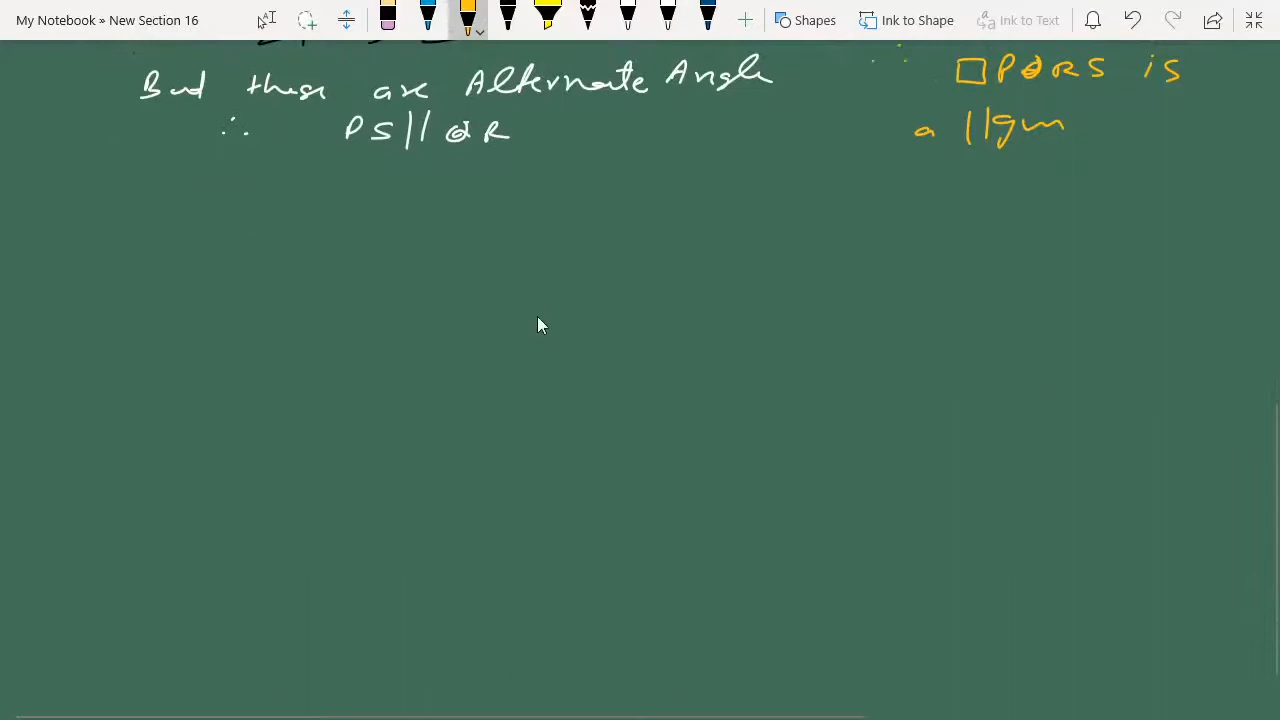 My Notebook » New Section 16
Shapes
Ink to Shape
Ink to Text
But these are Alternate Angle
∴ PS || QR
∴ □PQRS is
a ||gm